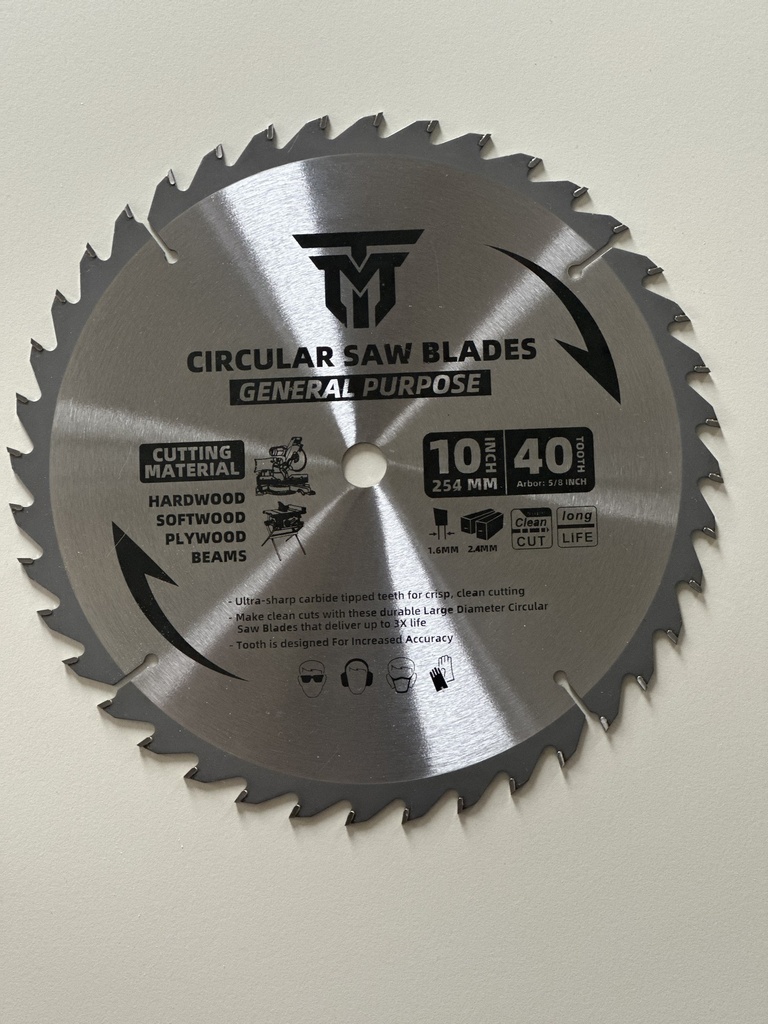 TM
CIRCULAR SAW BLADES
GENERAL PURPOSE
CUTTING
MATERIAL
HARDWOOD
SOFTWOOD
PLYWOOD
BEAMS
10 INCH
254 MM
40 TOOTH
Arbor: 5/8 INCH
1.6MM
2.4MM
Clean
CUT
long
LIFE
- Ultra-sharp carbide tipped teeth for crisp, clean cutting
- Make clean cuts with these durable Large Diameter Circular
Saw Blades that deliver up to 3X life
- Tooth is designed For Increased Accuracy